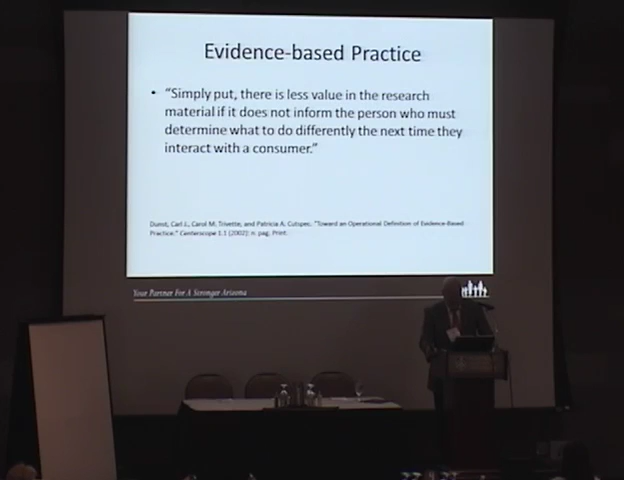 Evidence-based Practice
• “Simply put, there is less value in the research
material if it does not inform the person who must
determine what to do differently the next time they
interact with a consumer.”
Dunst, Carl J., Carol M. Trivette, and Patricia A. Cutspec. "Toward an Operational Definition of Evidence-Based
Practice." Centerscope 1.1 (2002): n. pag. Print.
Your Partner For A Stronger Arizona